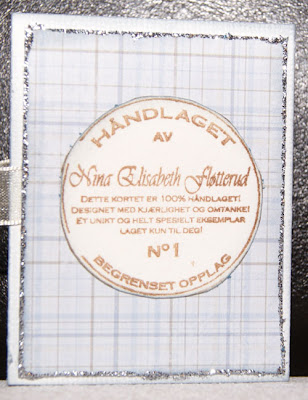 HÅNDLAGET
AV
Nina Elisabeth Fløtterud
DETTE KORTET ER 100% HÅNDLAGET!
DESIGNET MED KJÆRLIGHET OG OMTANKE!
ET UNIKT OG HELT SPESIELT EKSEMPLAR
LAGET KUN TIL DEG!
Nº1
BEGRENSET OPPLAG